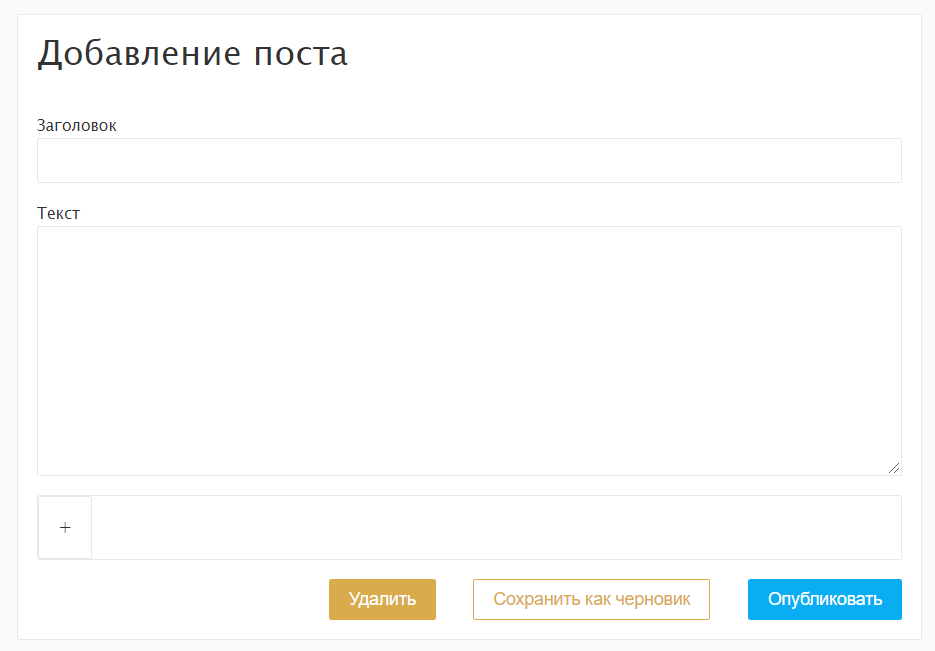 Добавление поста
Заголовок
Текст
+
Удалить
Сохранить как черновик
Опубликовать